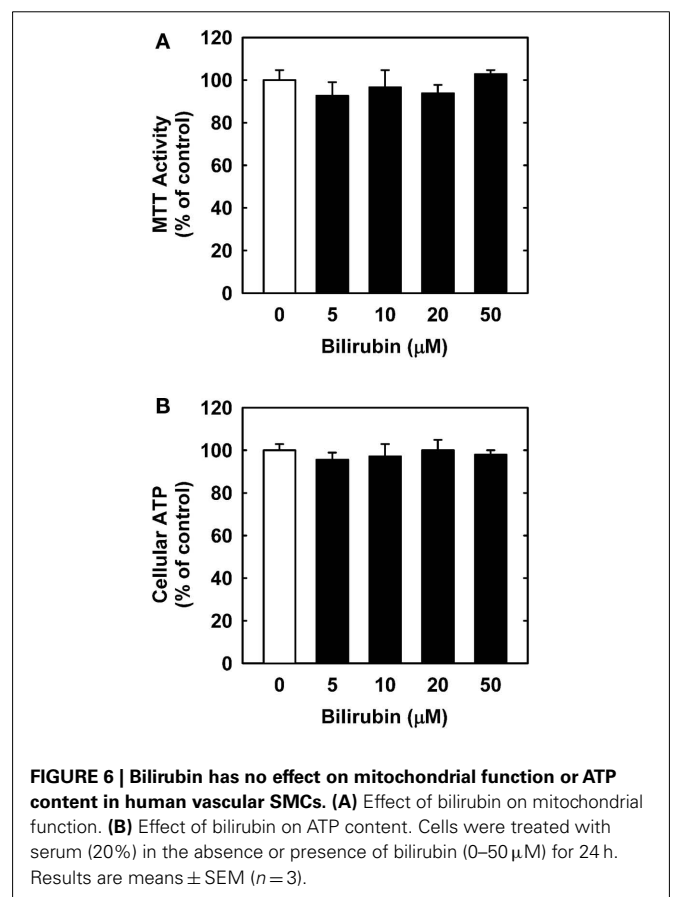 A
120
100
80
60
40
20
0
MTT Activity
(% of control)
0 5 10 20 50
Bilirubin (μM)
B
120
100
80
60
40
20
0
Cellular ATP
(% of control)
0 5 10 20 50
Bilirubin (μM)
FIGURE 6 | Bilirubin has no effect on mitochondrial function or ATP
content in human vascular SMCs. (A) Effect of bilirubin on mitochondrial
function. (B) Effect of bilirubin on ATP content. Cells were treated with
serum (20%) in the absence or presence of bilirubin (0–50 μM) for 24 h.
Results are means ± SEM (n = 3).